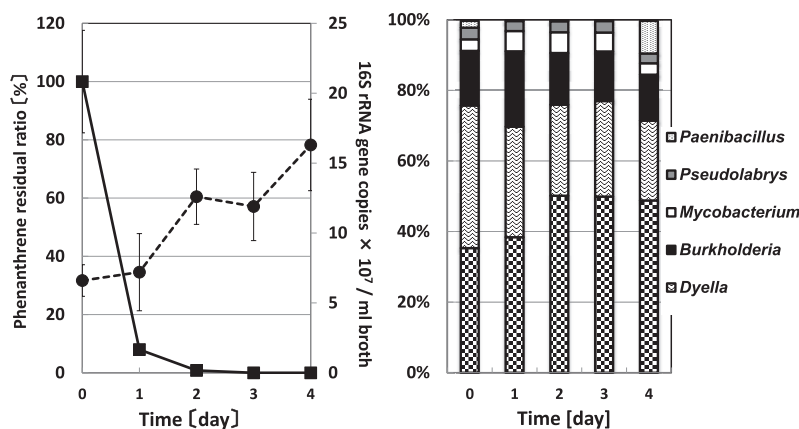 120
100
80
60
40
20
0
Phenanthrene residual ratio〔%〕
25
20
15
10
5
0
16S rRNA gene copies × 10⁷ / ml broth
0 1 2 3 4
Time〔day〕
100%
80%
60%
40%
20%
0%
0 1 2 3 4
Time [day]
Paenibacillus
Pseudolabrys
Mycobacterium
Burkholderia
Dyella